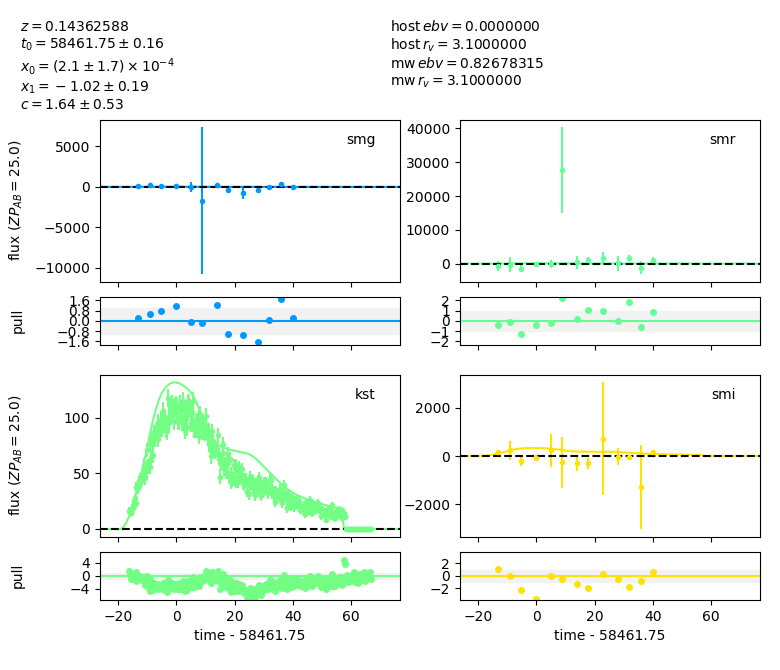 z = 0.14362588
t₀ = 58461.75 ± 0.16
x₀ = (2.1 ± 1.7) × 10⁻⁴
x₁ = −1.02 ± 0.19
c = 1.64 ± 0.53
host ebv = 0.0000000
host r_v = 3.1000000
mw ebv = 0.82678315
mw r_v = 3.1000000
flux (ZP_AB = 25.0)
5000
0
−5000
−10000
smg
40000
30000
20000
10000
0
smr
pull
1.6
0.8
0.0
−0.8
−1.6
2
1
0
−1
−2
flux (ZP_AB = 25.0)
100
50
0
kst
2000
0
−2000
smi
pull
4
0
−4
2
0
−2
−20 0 20 40 60
−20 0 20 40 60
time - 58461.75
time - 58461.75